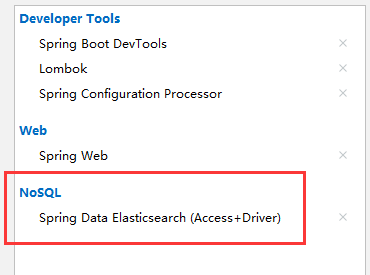 Developer Tools
Spring Boot DevTools
Lombok
Spring Configuration Processor
Web
Spring Web
NoSQL
Spring Data Elasticsearch (Access+Driver)